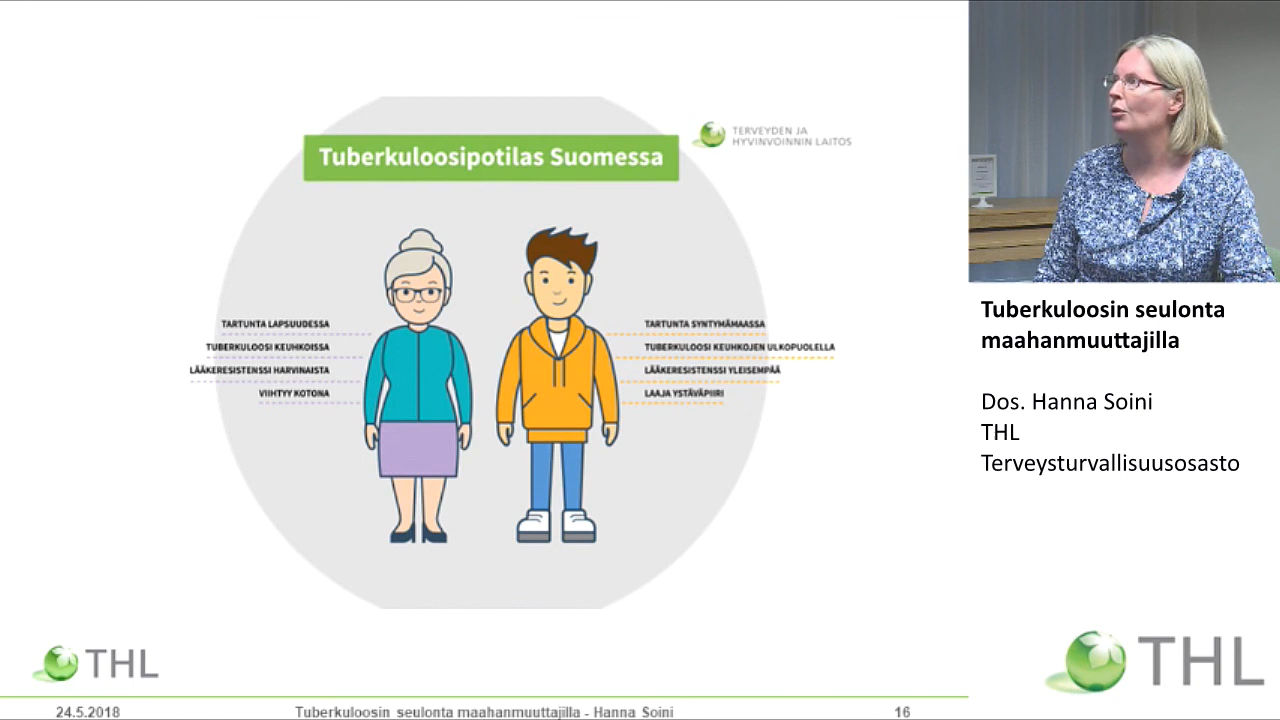 Tuberkuloosipotilas Suomessa
TERVEYDEN JA
HYVINVOINNIN LAITOS
TARTUNTA LAPSUUDESSA
TUBERKULOOSI KEUHKOISSA
LÄÄKERESISTENSSI HARVINAISTA
VIIHTYY KOTONA
TARTUNTA SYNTYMÄMAASSA
TUBERKULOOSI KEUHKOJEN ULKOPUOLELLA
LÄÄKERESISTENSSI YLEISEMPÄÄ
LAAJA YSTÄVÄPIIRI
THL
24.5.2018
Tuberkuloosin seulonta maahanmuuttajilla - Hanna Soini
16
Tuberkuloosin seulonta
maahanmuuttajilla
Dos. Hanna Soini
THL
Terveysturvallisuusosasto
THL